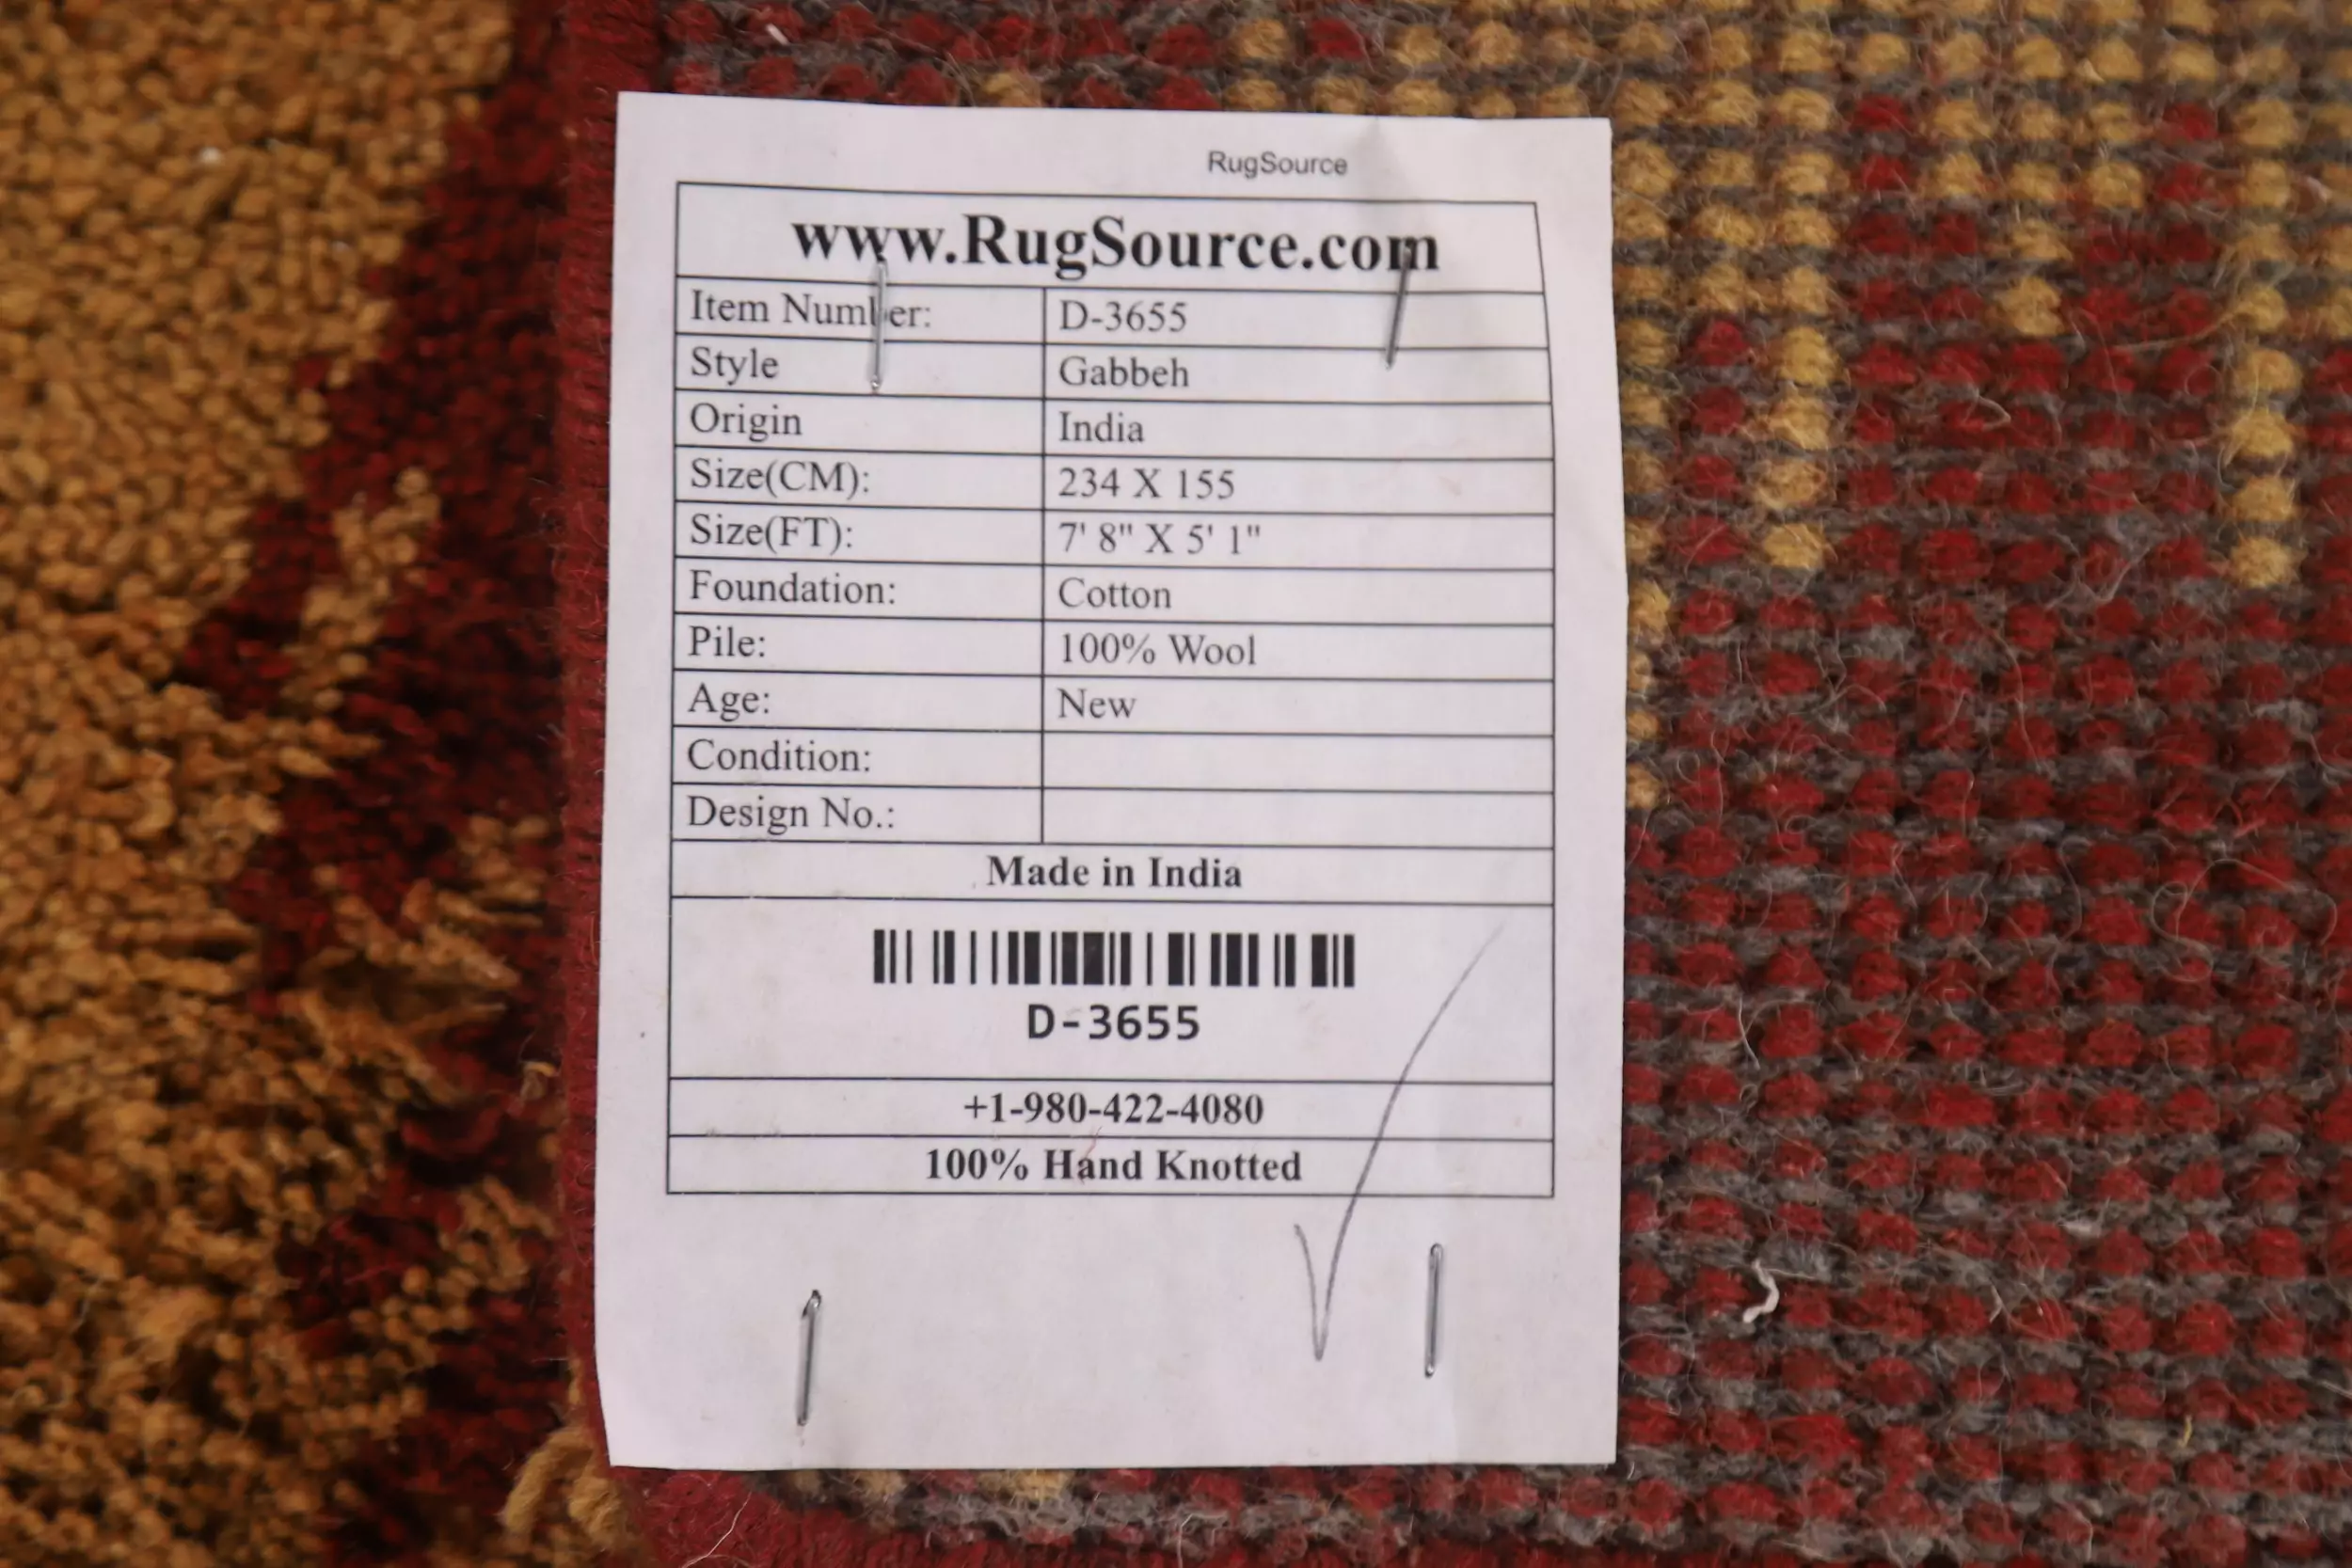 RugSource
www.RugSource.com
Item Number: D-3655
Style Gabbeh
Origin India
Size(CM): 234 X 155
Size(FT): 7' 8" X 5' 1"
Foundation: Cotton
Pile: 100% Wool
Age: New
Condition:
Design No.:
Made in India
D-3655
+1-980-422-4080
100% Hand Knotted